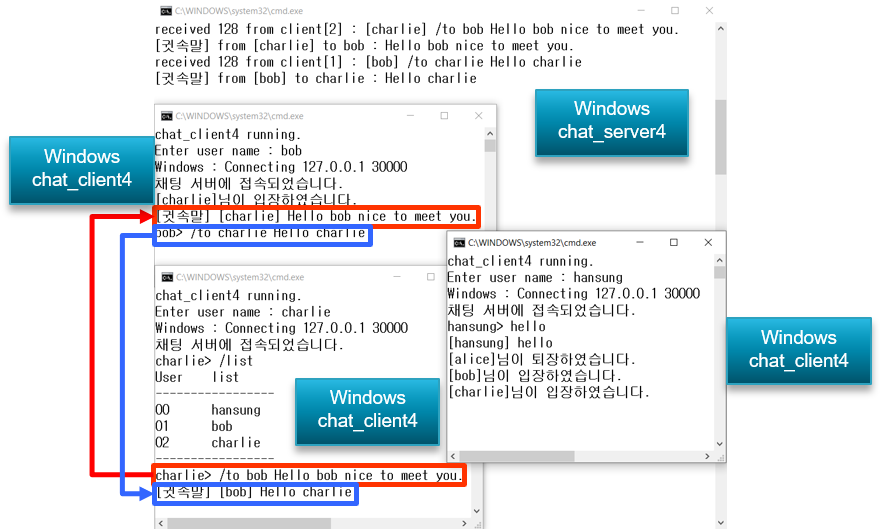 C:\WINDOWS\system32\cmd.exe
received 128 from client[2] : [charlie] /to bob Hello bob nice to meet you.
[귓속말] from [charlie] to bob : Hello bob nice to meet you.
received 128 from client[1] : [bob] /to charlie Hello charlie
[귓속말] from [bob] to charlie : Hello charlie
Windows
chat_server4
C:\WINDOWS\system32\cmd.exe
chat_client4 running.
Enter user name : bob
Windows : Connecting 127.0.0.1 30000
채팅 서버에 접속되었습니다.
[charlie]님이 입장하였습니다.
[귓속말] [charlie] Hello bob nice to meet you.
bob> /to charlie Hello charlie
Windows
chat_client4
C:\WINDOWS\system32\cmd.exe
chat_client4 running.
Enter user name : charlie
Windows : Connecting 127.0.0.1 30000
채팅 서버에 접속되었습니다.
charlie> /list
User    list
----------------
00      hansung
01      bob
02      charlie
----------------
charlie> /to bob Hello bob nice to meet you.
[귓속말] [bob] Hello charlie
Windows
chat_client4
C:\WINDOWS\system32\cmd.exe
chat_client4 running.
Enter user name : hansung
Windows : Connecting 127.0.0.1 30000
채팅 서버에 접속되었습니다.
hansung> hello
[hansung] hello
[alice]님이 퇴장하였습니다.
[bob]님이 입장하였습니다.
[charlie]님이 입장하였습니다.
Windows
chat_client4